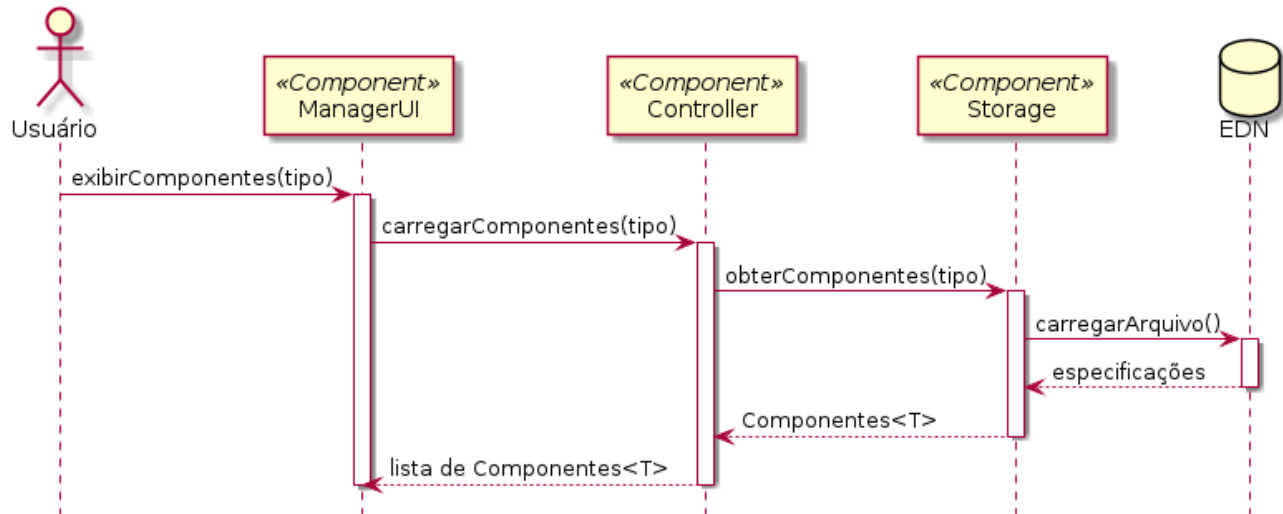 «Component»
ManagerUI
«Component»
Controller
«Component»
Storage
Usuário
EDN
exibirComponentes(tipo)
carregarComponentes(tipo)
obterComponentes(tipo)
carregarArquivo()
especificações
Componentes<T>
lista de Componentes<T>